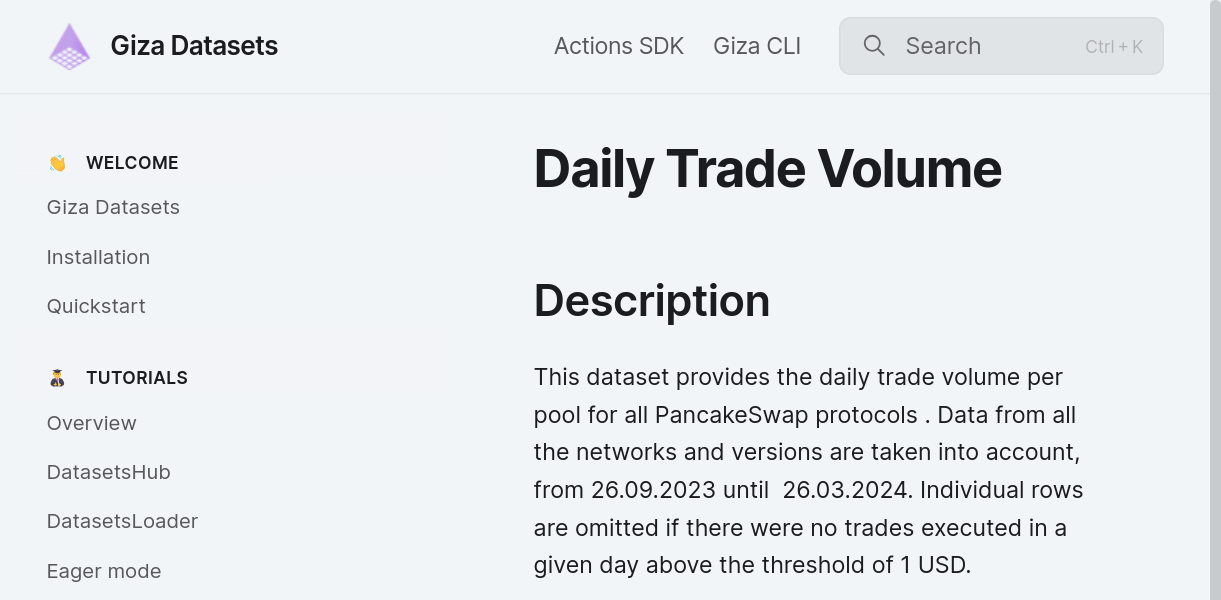 Giza Datasets
Actions SDK
Giza CLI
Search
Ctrl + K
WELCOME
Giza Datasets
Installation
Quickstart
TUTORIALS
Overview
DatasetsHub
DatasetsLoader
Eager mode
Daily Trade Volume
Description
This dataset provides the daily trade volume per
pool for all PancakeSwap protocols . Data from all
the networks and versions are taken into account,
from 26.09.2023 until  26.03.2024. Individual rows
are omitted if there were no trades executed in a
given day above the threshold of 1 USD.